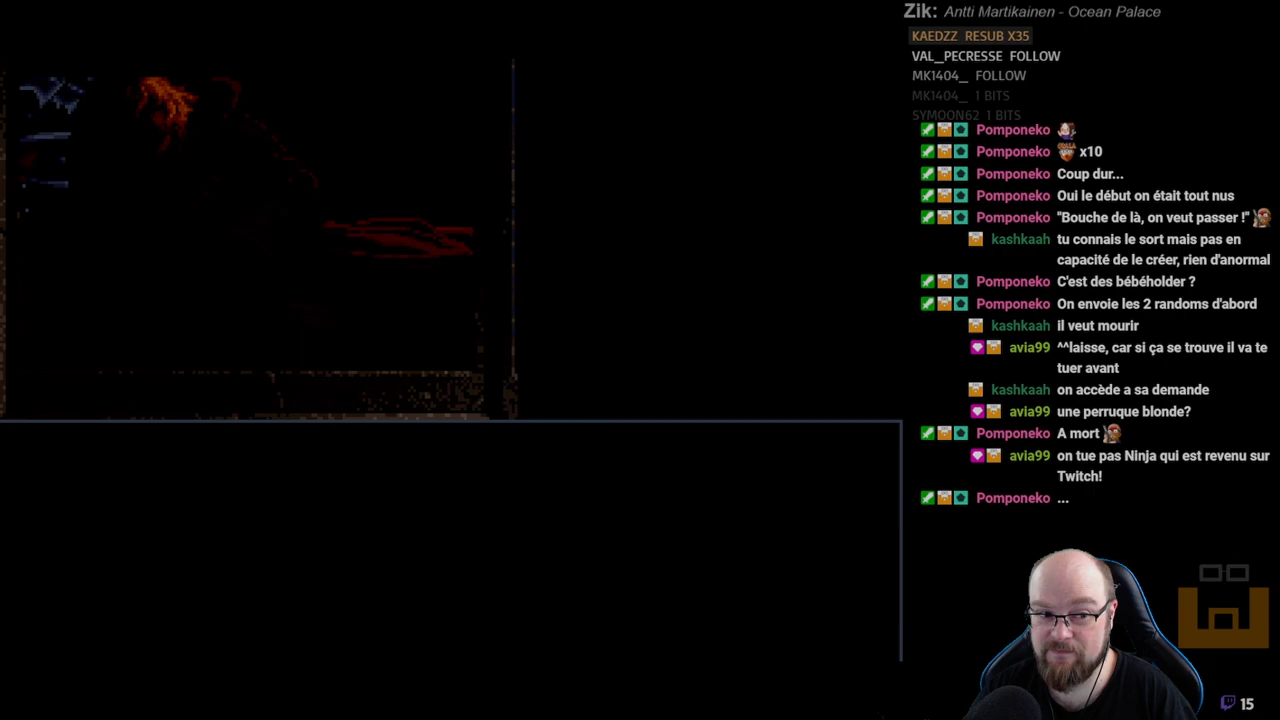 Zik: Antti Martikainen - Ocean Palace
KAEDZZ RESUB X35
VAL_PECRESSE FOLLOW
MK1404_ FOLLOW
MK1404_ 1 BITS
SYMOON62 1 BITS
Pomponeko
Pomponeko x10
Pomponeko Coup dur...
Pomponeko Oui le début on était tout nus
Pomponeko "Bouche de là, on veut passer !"
kashkaah tu connais le sort mais pas en
capacité de le créer, rien d'anormal
Pomponeko C'est des bébéholder ?
Pomponeko On envoie les 2 randoms d'abord
kashkaah il veut mourir
avia99 ^^laisse, car si ça se trouve il va te
tuer avant
kashkaah on accède a sa demande
avia99 une perruque blonde?
Pomponeko A mort
avia99 on tue pas Ninja qui est revenu sur
Twitch!
Pomponeko ...
15